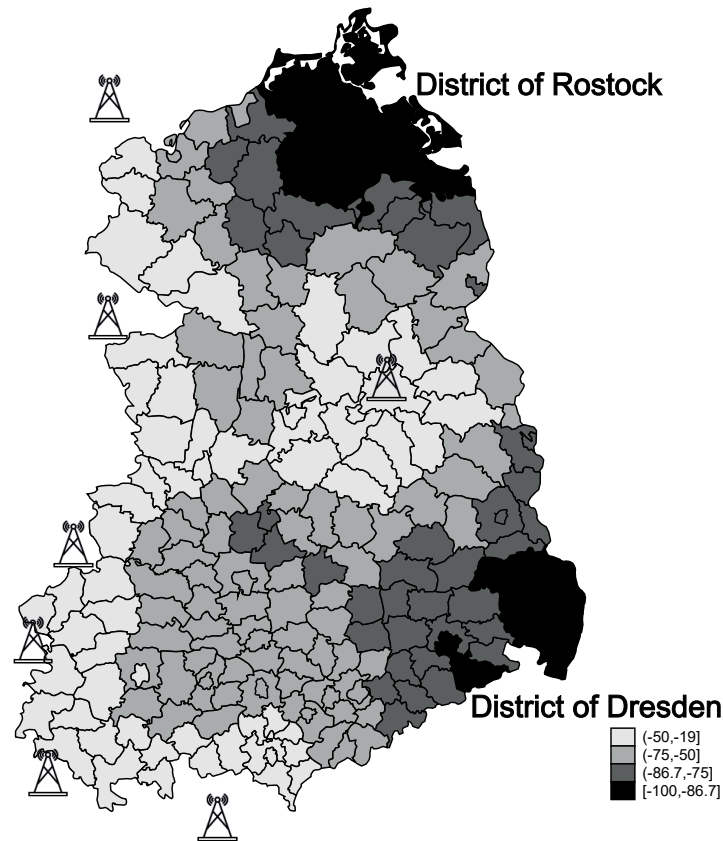 District of Rostock
District of Dresden
(-50,-19]
(-75,-50]
(-86.7,-75]
[-100,-86.7]